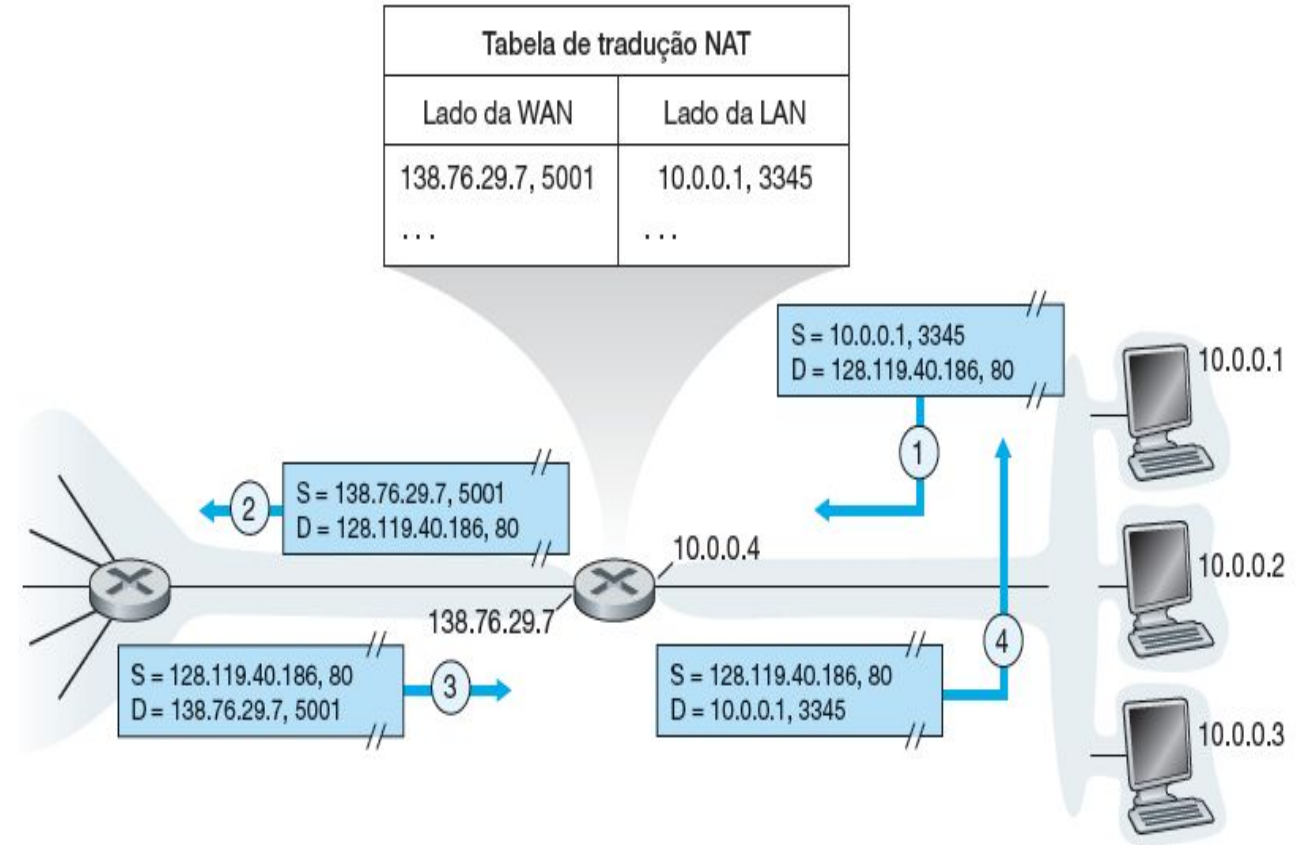 Tabela de tradução NAT
Lado da WAN
Lado da LAN
138.76.29.7, 5001
10.0.0.1, 3345
. . .
. . .
S = 10.0.0.1, 3345
D = 128.119.40.186, 80
10.0.0.1
1
2
S = 138.76.29.7, 5001
D = 128.119.40.186, 80
10.0.0.4
10.0.0.2
138.76.29.7
S = 128.119.40.186, 80
D = 138.76.29.7, 5001
3
S = 128.119.40.186, 80
D = 10.0.0.1, 3345
4
10.0.0.3